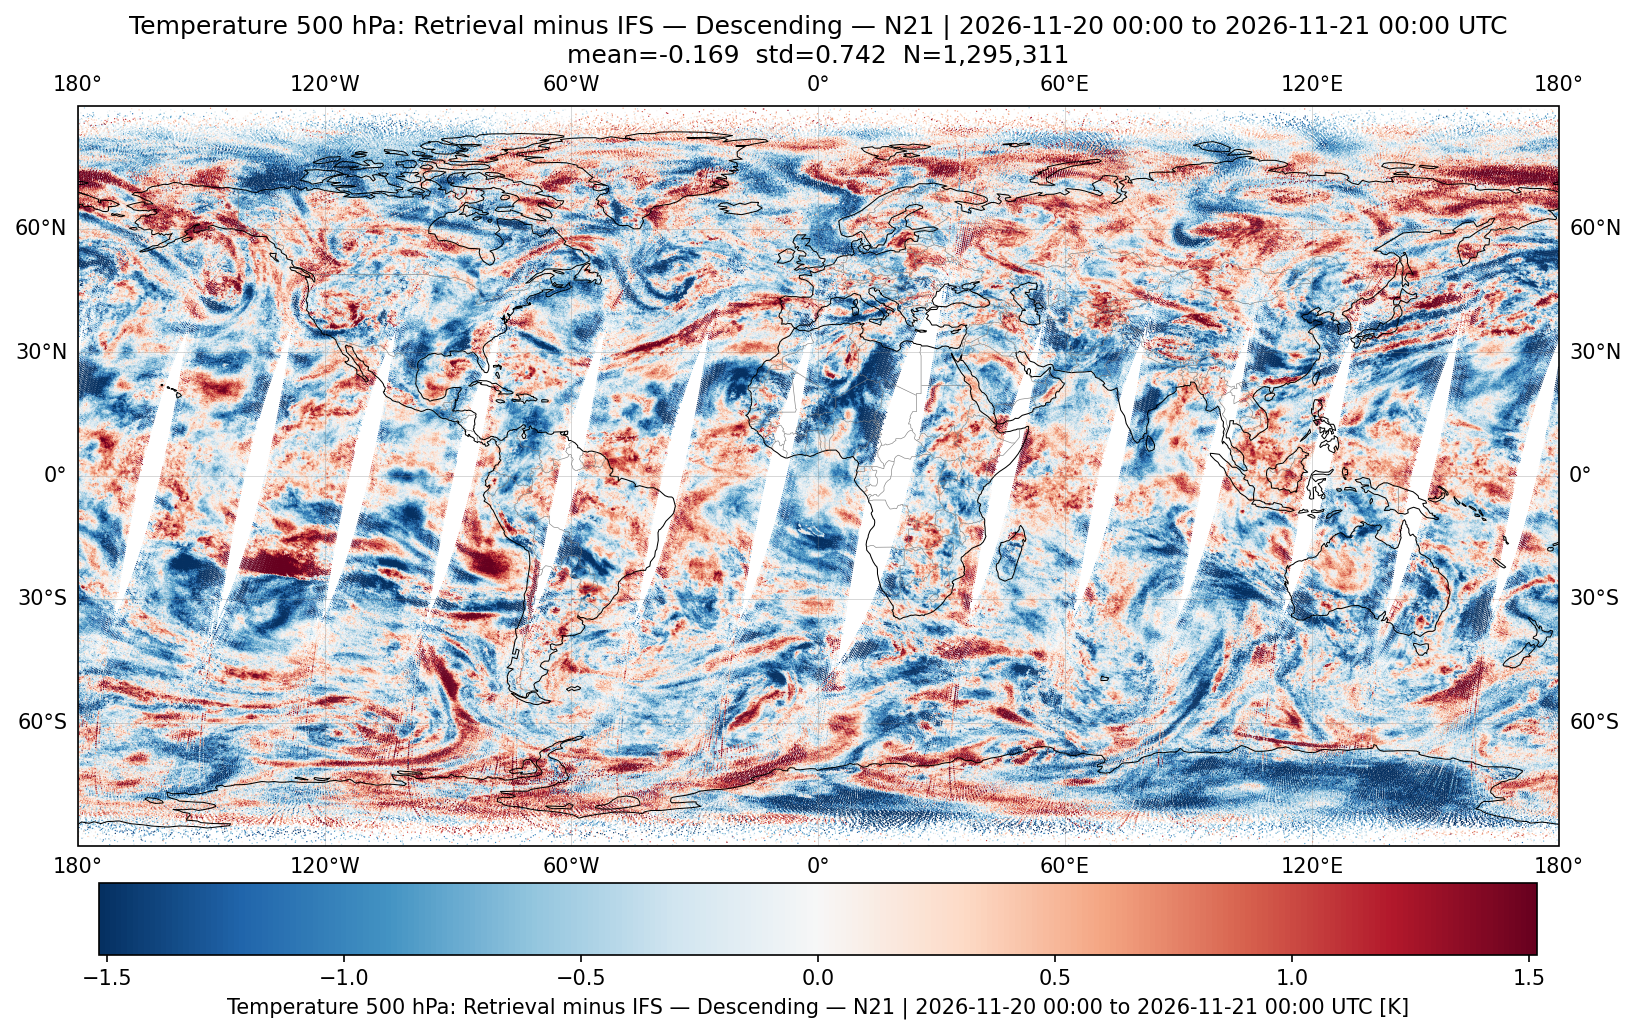 Temperature 500 hPa: Retrieval minus IFS — Descending — N21 | 2026-11-20 00:00 to 2026-11-21 00:00 UTC
mean=-0.169 std=0.742 N=1,295,311
180° 120°W 60°W 0° 60°E 120°E 180°
60°N 60°N
30°N 30°N
0° 0°
30°S 30°S
60°S 60°S
180° 120°W 60°W 0° 60°E 120°E 180°
−1.5 −1.0 −0.5 0.0 0.5 1.0 1.5
Temperature 500 hPa: Retrieval minus IFS — Descending — N21 | 2026-11-20 00:00 to 2026-11-21 00:00 UTC [K]